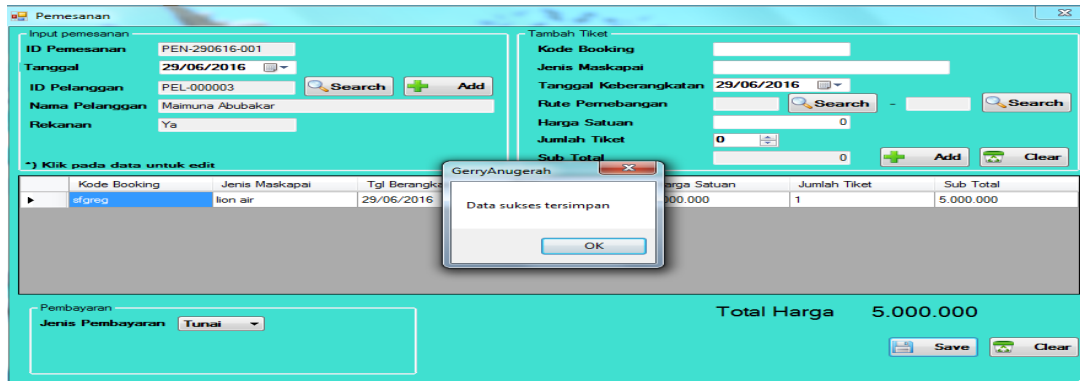 Pemesanan
Input pemesanan
ID Pemesanan PEN-290616-001
Tanggal 29/06/2016
ID Pelanggan PEL-000003 Search Add
Nama Pelanggan Maimuna Abubakar
Rekanan Ya
*) Klik pada data untuk edit
Tambah Tiket
Kode Booking
Jenis Maskapai
Tanggal Keberangkatan 29/06/2016
Rute Pernebangan Search - Search
Harga Satuan 0
Jumlah Tiket 0
Sub Total 0 Add Clear
Kode Booking Jenis Maskapai Tgl Berangka arga Satuan Jumlah Tiket Sub Total
sfgreg lion air 29/06/2016 000.000 1 5.000.000
GerryAnugerah
Data sukses tersimpan
OK
Pembayaran
Jenis Pembayaran Tunai
Total Harga 5.000.000
Save Clear